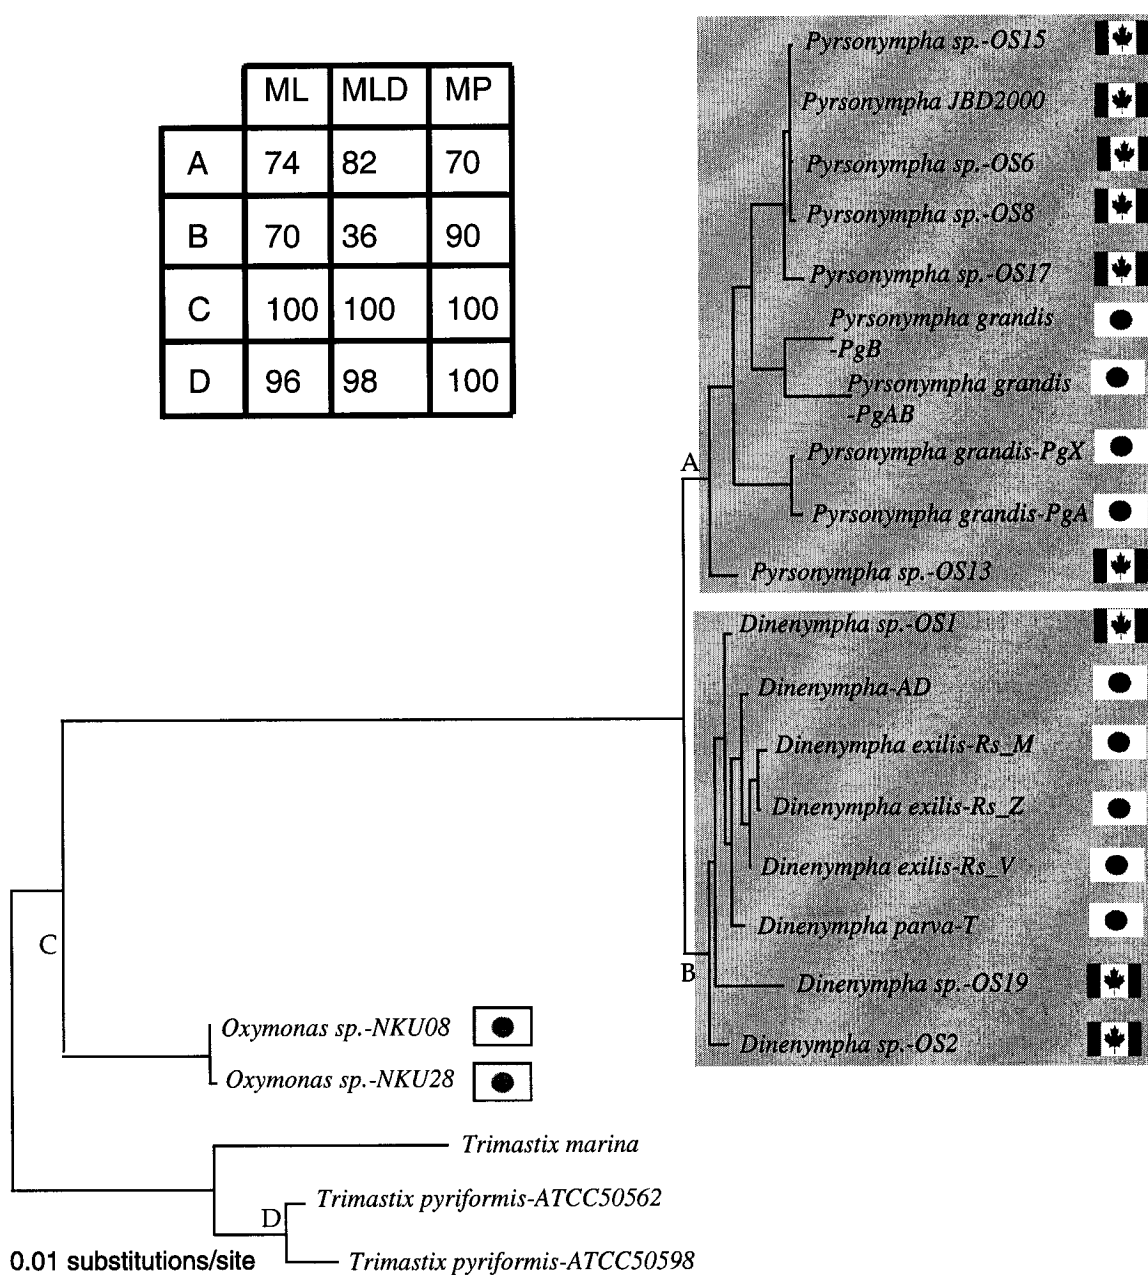 ML MLD MP
A 74 82 70
B 70 36 90
C 100 100 100
D 96 98 100
Pyrsonympha sp.-OS15
Pyrsonympha JBD2000
Pyrsonympha sp.-OS6
Pyrsonympha sp.-OS8
Pyrsonympha sp.-OS17
Pyrsonympha grandis
-PgB
Pyrsonympha grandis
-PgAB
A
Pyrsonympha grandis-PgX
Pyrsonympha grandis-PgA
Pyrsonympha sp.-OS13
Dinenympha sp.-OS1
Dinenympha-AD
Dinenympha exilis-Rs_M
Dinenympha exilis-Rs_Z
Dinenympha exilis-Rs_V
Dinenympha parva-T
B
Dinenympha sp.-OS19
Dinenympha sp.-OS2
C
Oxymonas sp.-NKU08
Oxymonas sp.-NKU28
Trimastix marina
Trimastix pyriformis-ATCC50562
D
Trimastix pyriformis-ATCC50598
0.01 substitutions/site